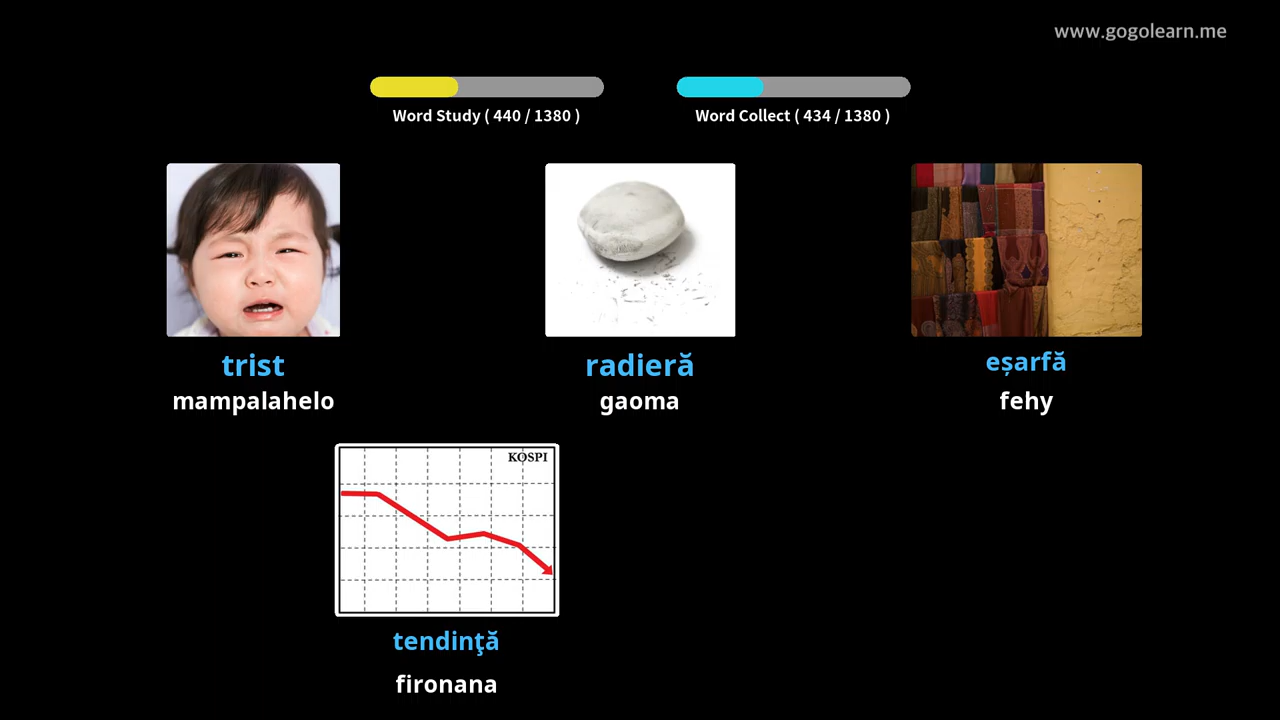 www.gogolearn.me
Word Study ( 440 / 1380 )
Word Collect ( 434 / 1380 )
trist
mampalahelo
radieră
gaoma
eșarfă
fehy
KOSPI
tendinţă
fironana